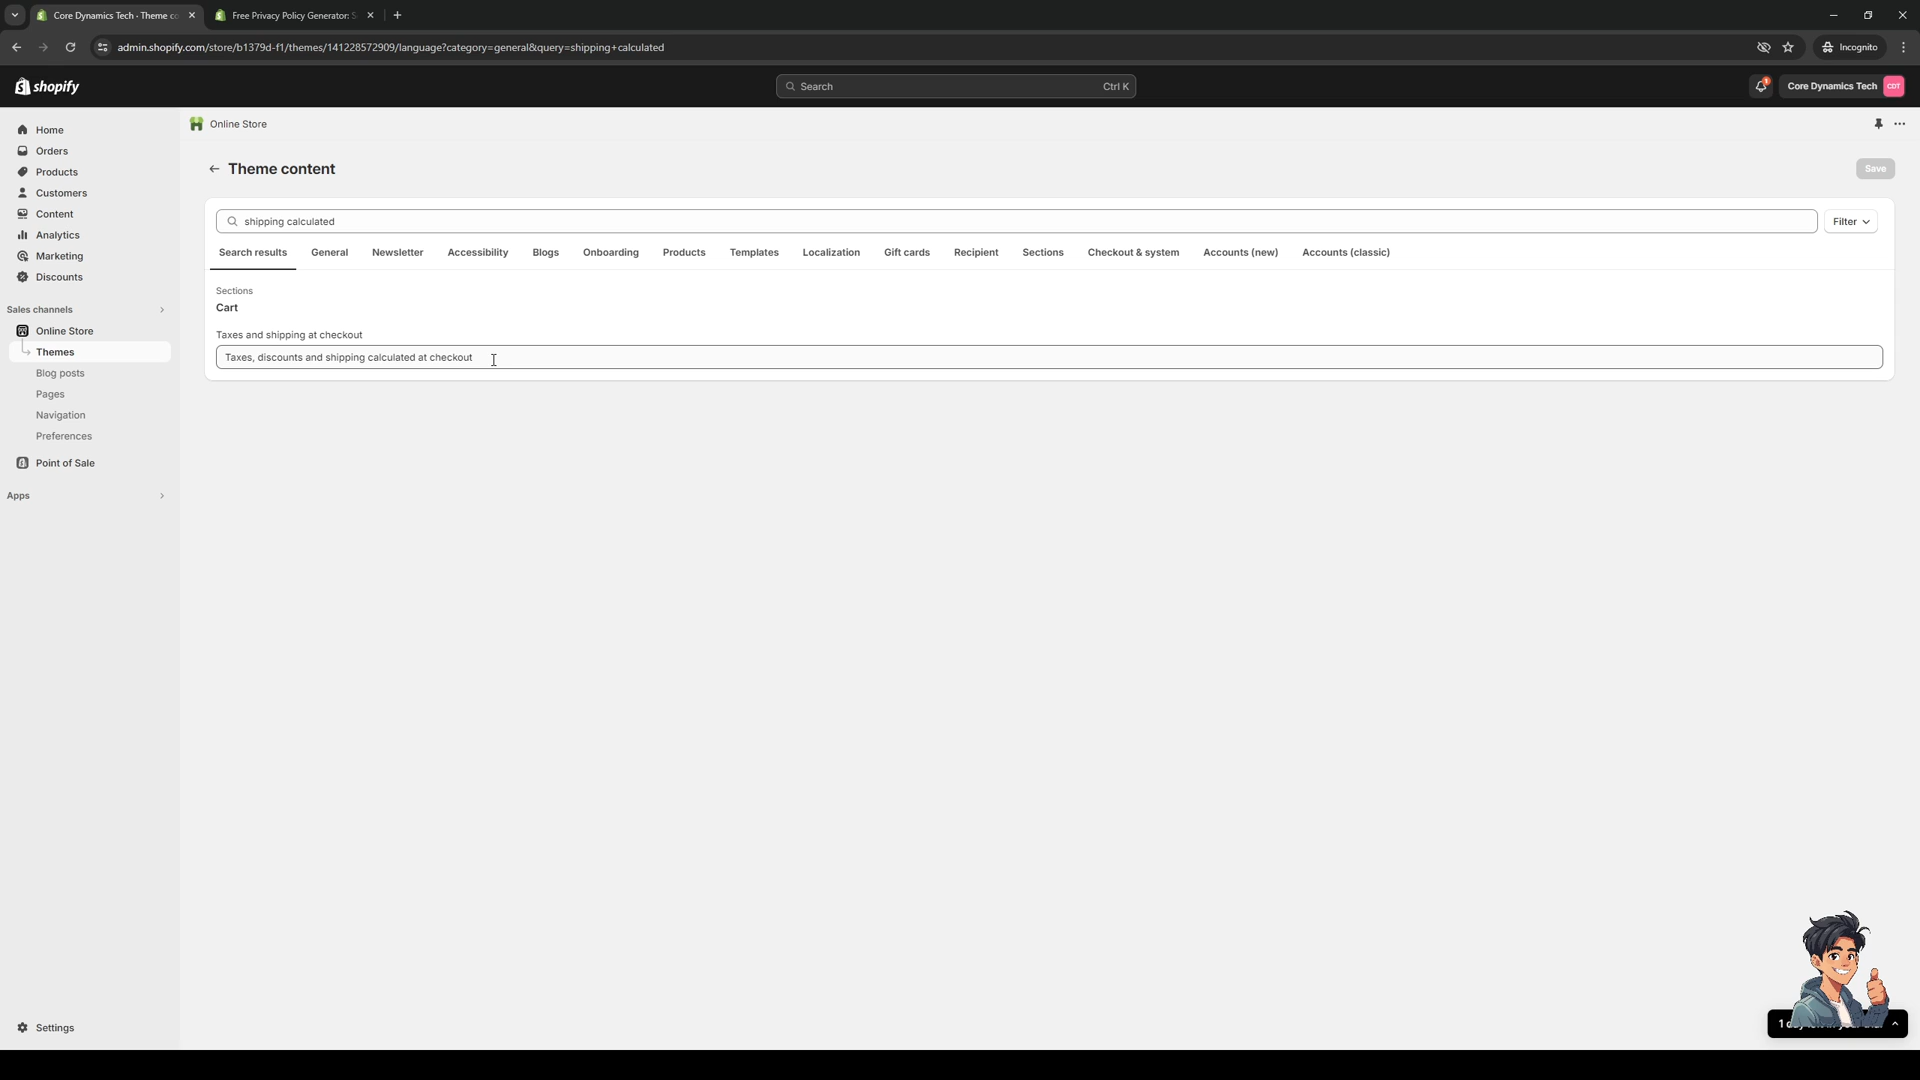 Core Dynamics Tech · Theme co
Free Privacy Policy Generator: S
admin.shopify.com/store/b1379d-f1/themes/141228572909/language?category=general&query=shipping+calculated
Incognito
shopify
Search
Ctrl K
1
Core Dynamics Tech
CDT
Home
Orders
Products
Customers
Content
Analytics
Marketing
Discounts
Sales channels
Online Store
Themes
Blog posts
Pages
Navigation
Preferences
Point of Sale
Apps
Settings
Online Store
Theme content
Save
shipping calculated
Filter
Search results
General
Newsletter
Accessibility
Blogs
Onboarding
Products
Templates
Localization
Gift cards
Recipient
Sections
Checkout & system
Accounts (new)
Accounts (classic)
Sections
Cart
Taxes and shipping at checkout
Taxes, discounts and shipping calculated at checkout